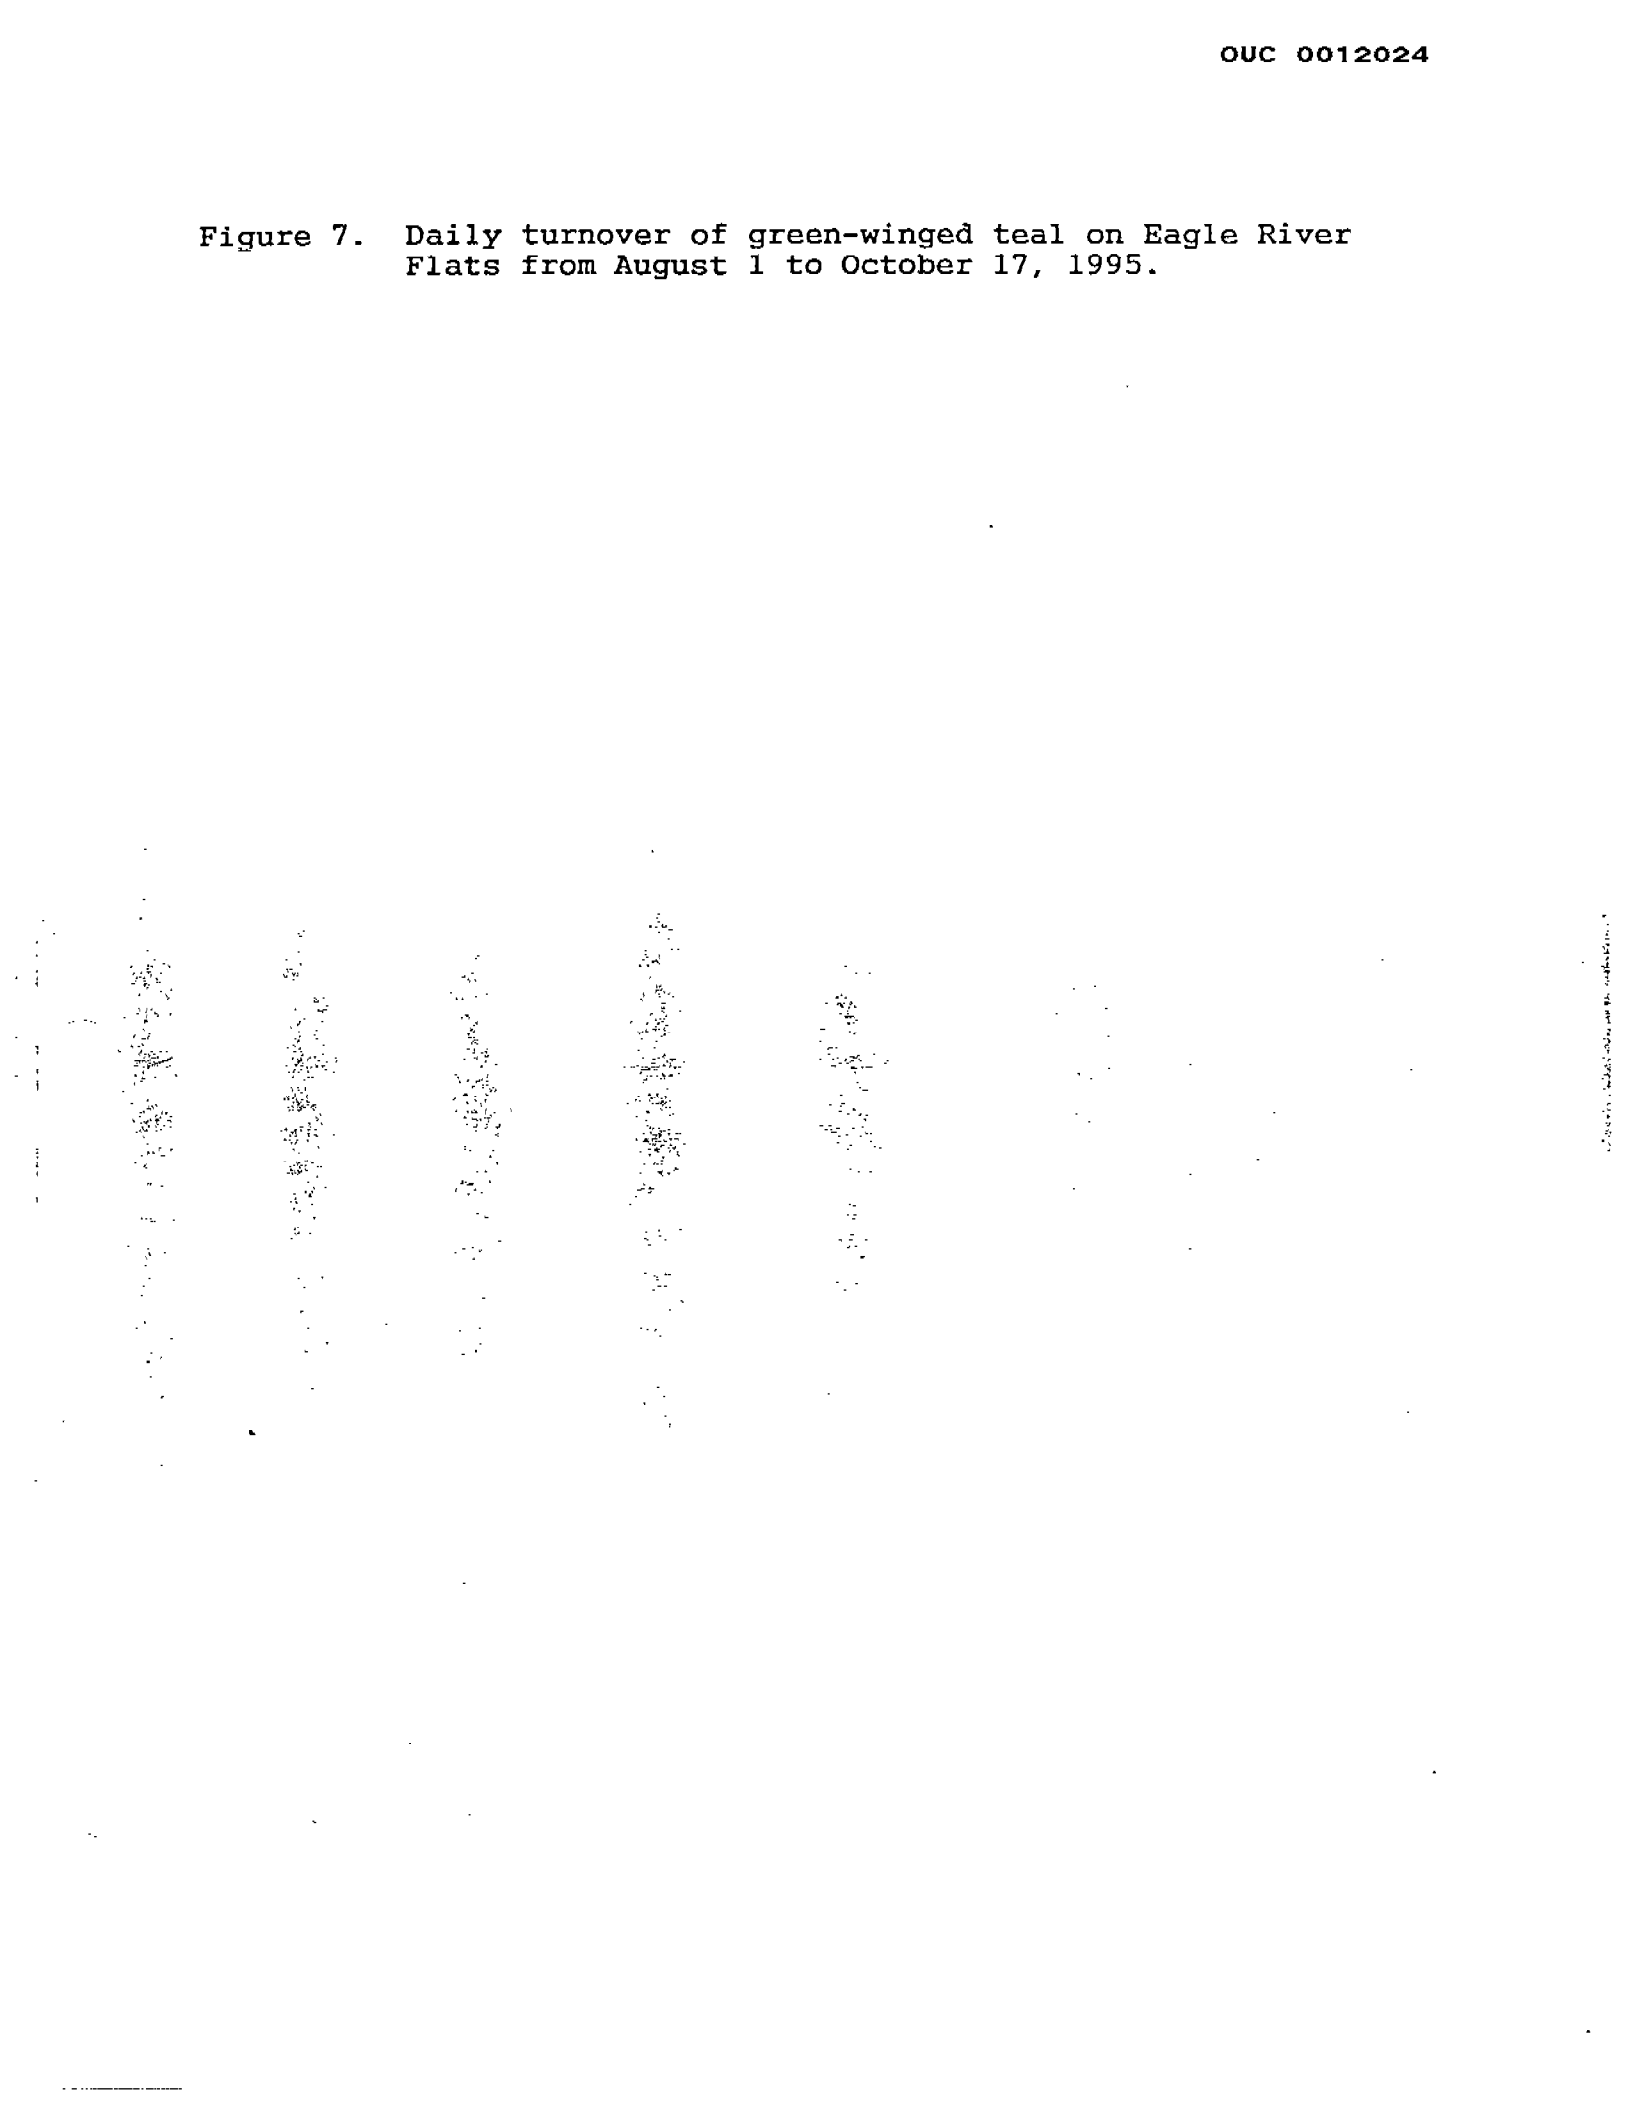 OUC 0012024
Figure 7. Daily turnover of green-winged teal on Eagle River
Flats from August 1 to October 17, 1995.